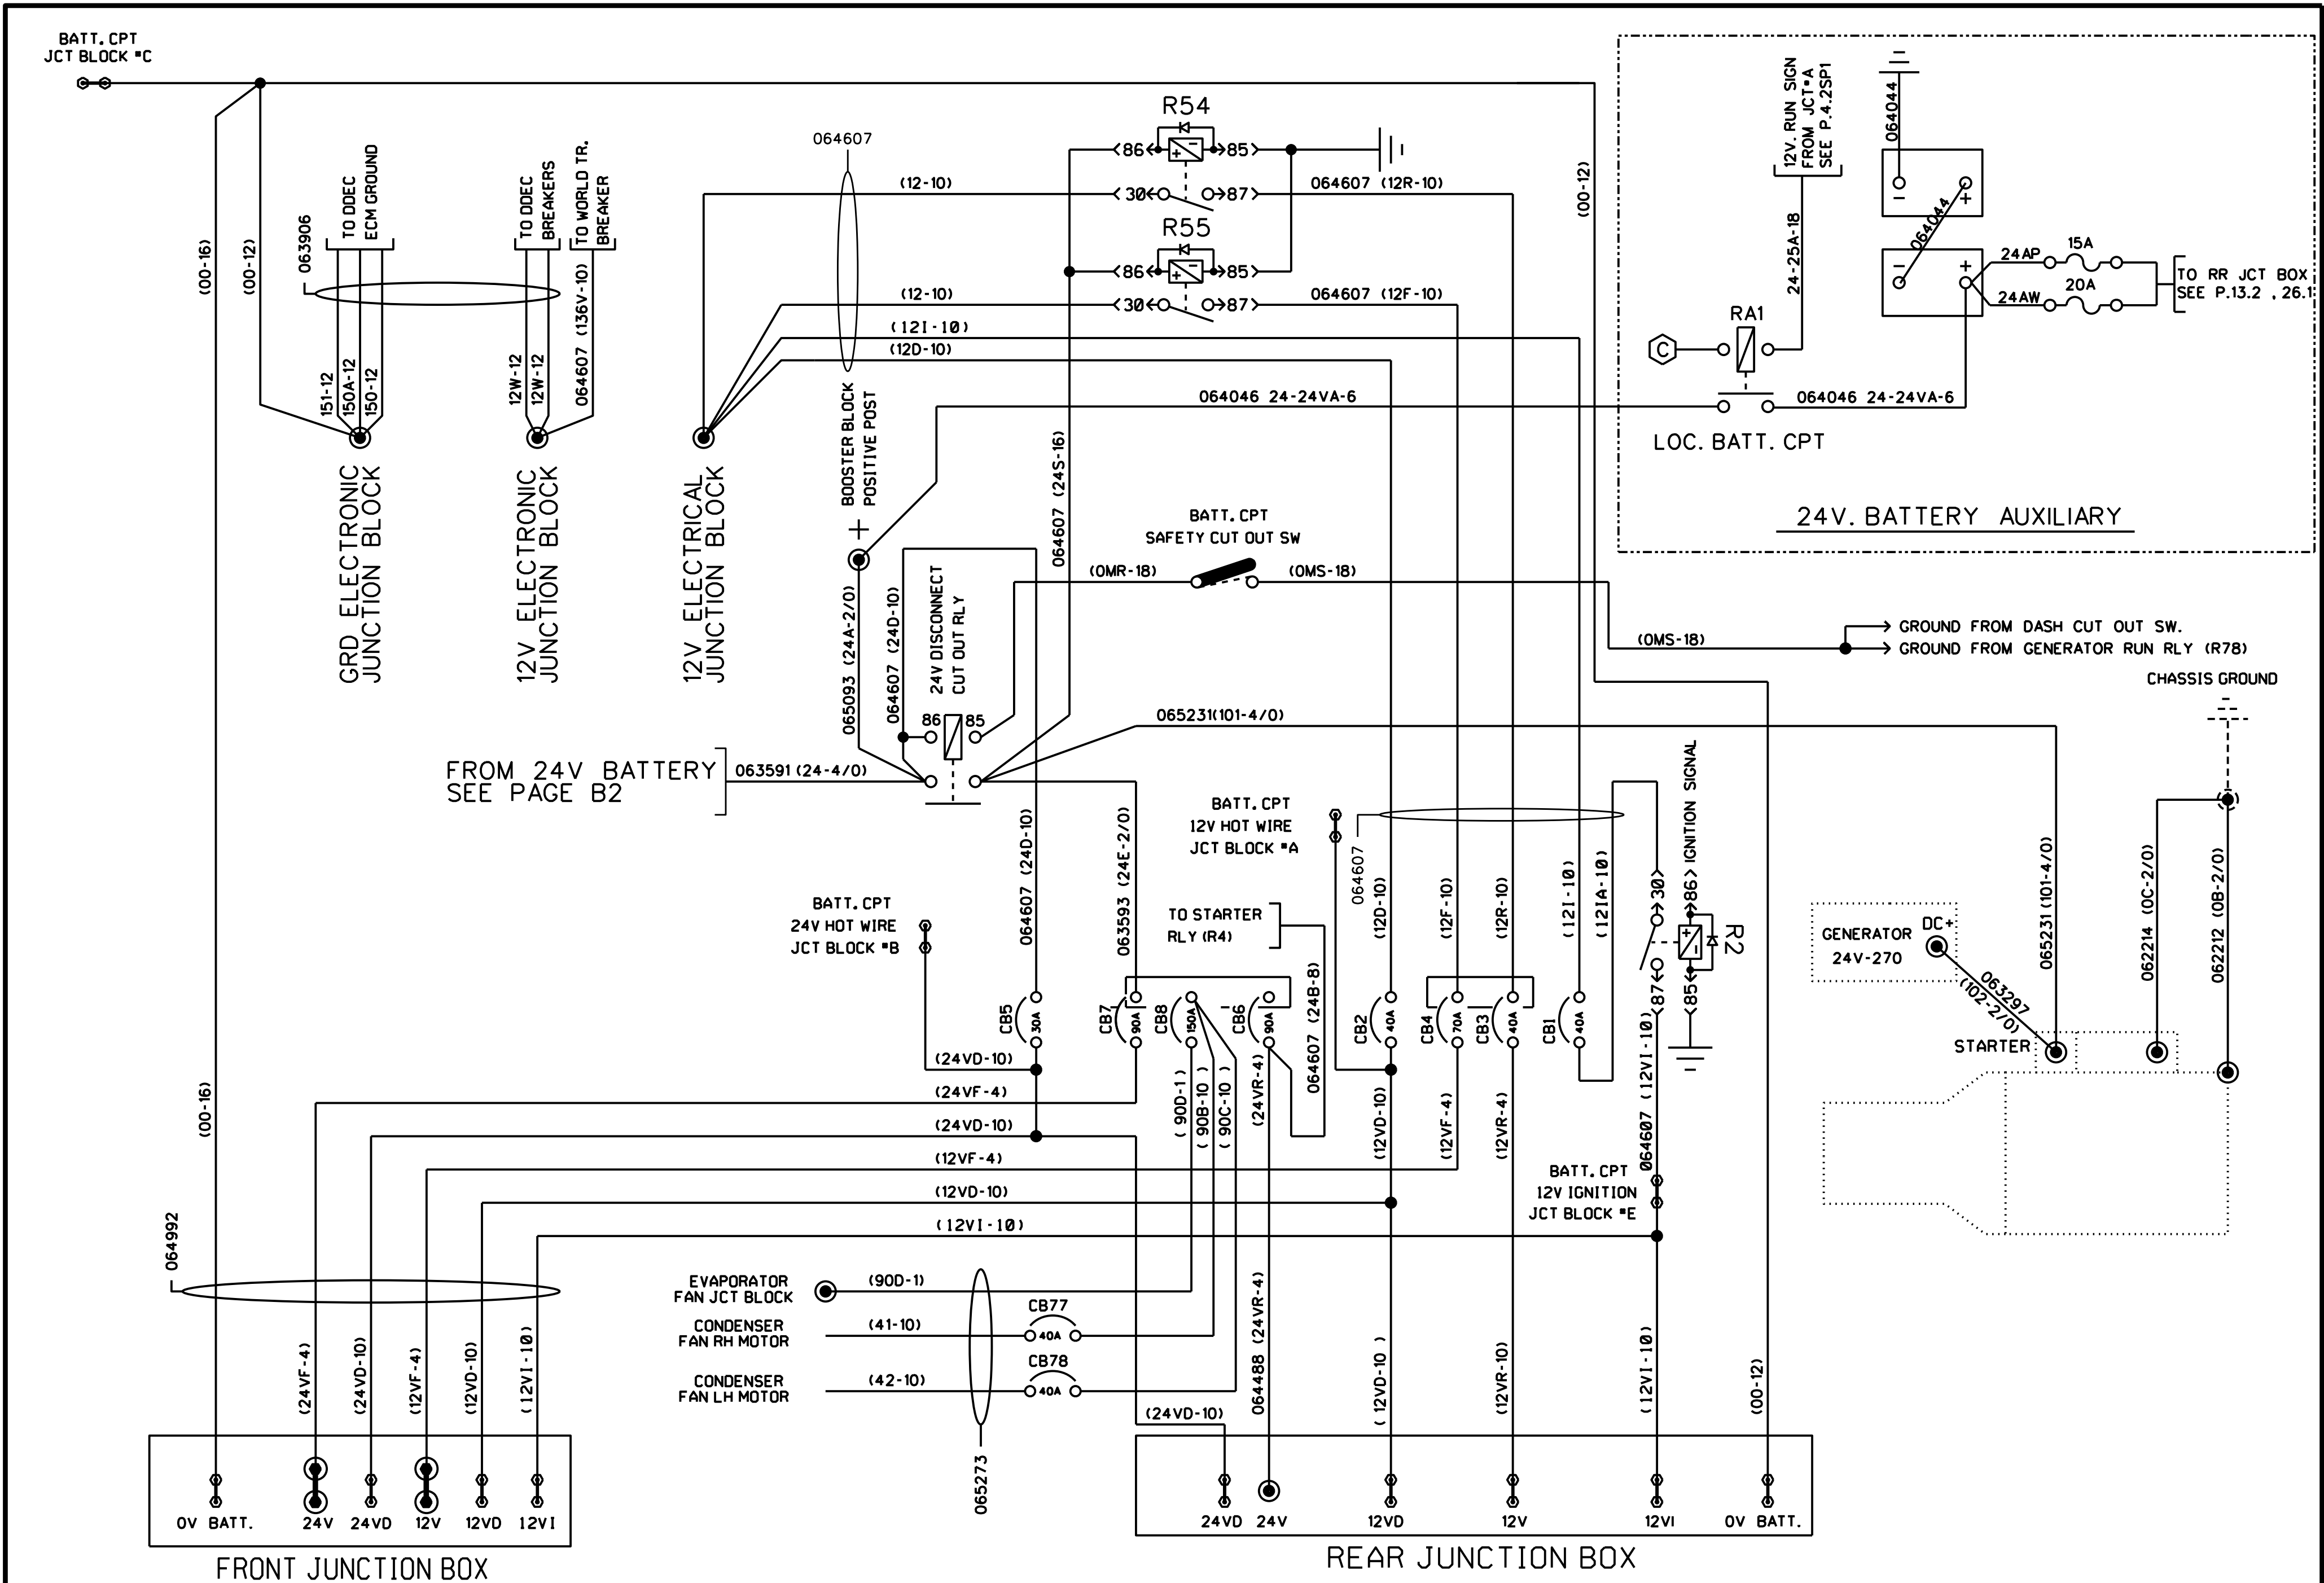 BATT. CPT
JCT BLOCK "C
(00-16)
(00-12)
063906
TO DDEC
ECM GROUND
151-12
150A-12
150-12
GRD ELECTRONIC
JUNCTION BLOCK
TO DDEC
BREAKERS
TO WORLD TR.
BREAKER
12W-12
12W-12
064607 (136V-10)
12V ELECTRONIC
JUNCTION BLOCK
12V ELECTRICAL
JUNCTION BLOCK
064607
(12-10)
(12-10)
(12I-10)
(12D-10)
R54
86
85
30
87
064607 (12R-10)
R55
86
85
30
87
064607 (12F-10)
(00-12)
BOOSTER BLOCK
POSITIVE POST
+
064046 24-24VA-6
064607 (24S-16)
12V. RUN SIGN
FROM JCT"A
SEE P.4.2SP1
24-25A-18
064044
-
+
064044
-
+
24AP
15A
24AW
20A
TO RR JCT BOX
SEE P.13.2 , 26.1
RA1
C
064046 24-24VA-6
LOC. BATT. CPT
24V. BATTERY AUXILIARY
BATT. CPT
SAFETY CUT OUT SW
(0MR-18)
(0MS-18)
(0MS-18)
GROUND FROM DASH CUT OUT SW.
GROUND FROM GENERATOR RUN RLY (R78)
CHASSIS GROUND
065093 (24A-2/0)
064607 (24D-10)
24V DISCONNECT
CUT OUT RLY
86
85
FROM 24V BATTERY
SEE PAGE B2
063591 (24-4/0)
065231(101-4/0)
064607 (24D-10)
063593 (24E-2/0)
BATT. CPT
24V HOT WIRE
JCT BLOCK "B
BATT. CPT
12V HOT WIRE
JCT BLOCK "A
064607
TO STARTER
RLY (R4)
064607 (24B-8)
(12D-10)
(12F-10)
(12R-10)
(12I-10)
(12IA-10)
30
86
IGNITION SIGNAL
R2
87
85
064607 (12VI-10)
GENERATOR
24V-270
DC+
063297
(102-2/0)
065231 (101-4/0)
062214 (0C-2/0)
062212 (0B-2/0)
STARTER
CB5
30A
CB7
90A
CB8
150A
CB6
90A
CB2
40A
CB4
70A
CB3
40A
CB1
40A
(24VD-10)
(24VF-4)
(24VD-10)
(12VF-4)
(12VD-10)
(12VI-10)
(90D-1)
(90B-10)
(90C-10)
(24VR-4)
(12VD-10)
(12VF-4)
(12VR-4)
BATT. CPT
12V IGNITION
JCT BLOCK "E
(00-16)
064992
EVAPORATOR
FAN JCT BLOCK
(90D-1)
CONDENSER
FAN RH MOTOR
(41-10)
CB77
40A
CONDENSER
FAN LH MOTOR
(42-10)
CB78
40A
065273
(24VD-10)
064488 (24VR-4)
(12VD-10)
(12VR-10)
(12VI-10)
(00-12)
(24VF-4)
(24VD-10)
(12VF-4)
(12VD-10)
(12VI-10)
0V BATT.
24V
24VD
12V
12VD
12VI
FRONT JUNCTION BOX
24VD
24V
12VD
12V
12VI
0V BATT.
REAR JUNCTION BOX